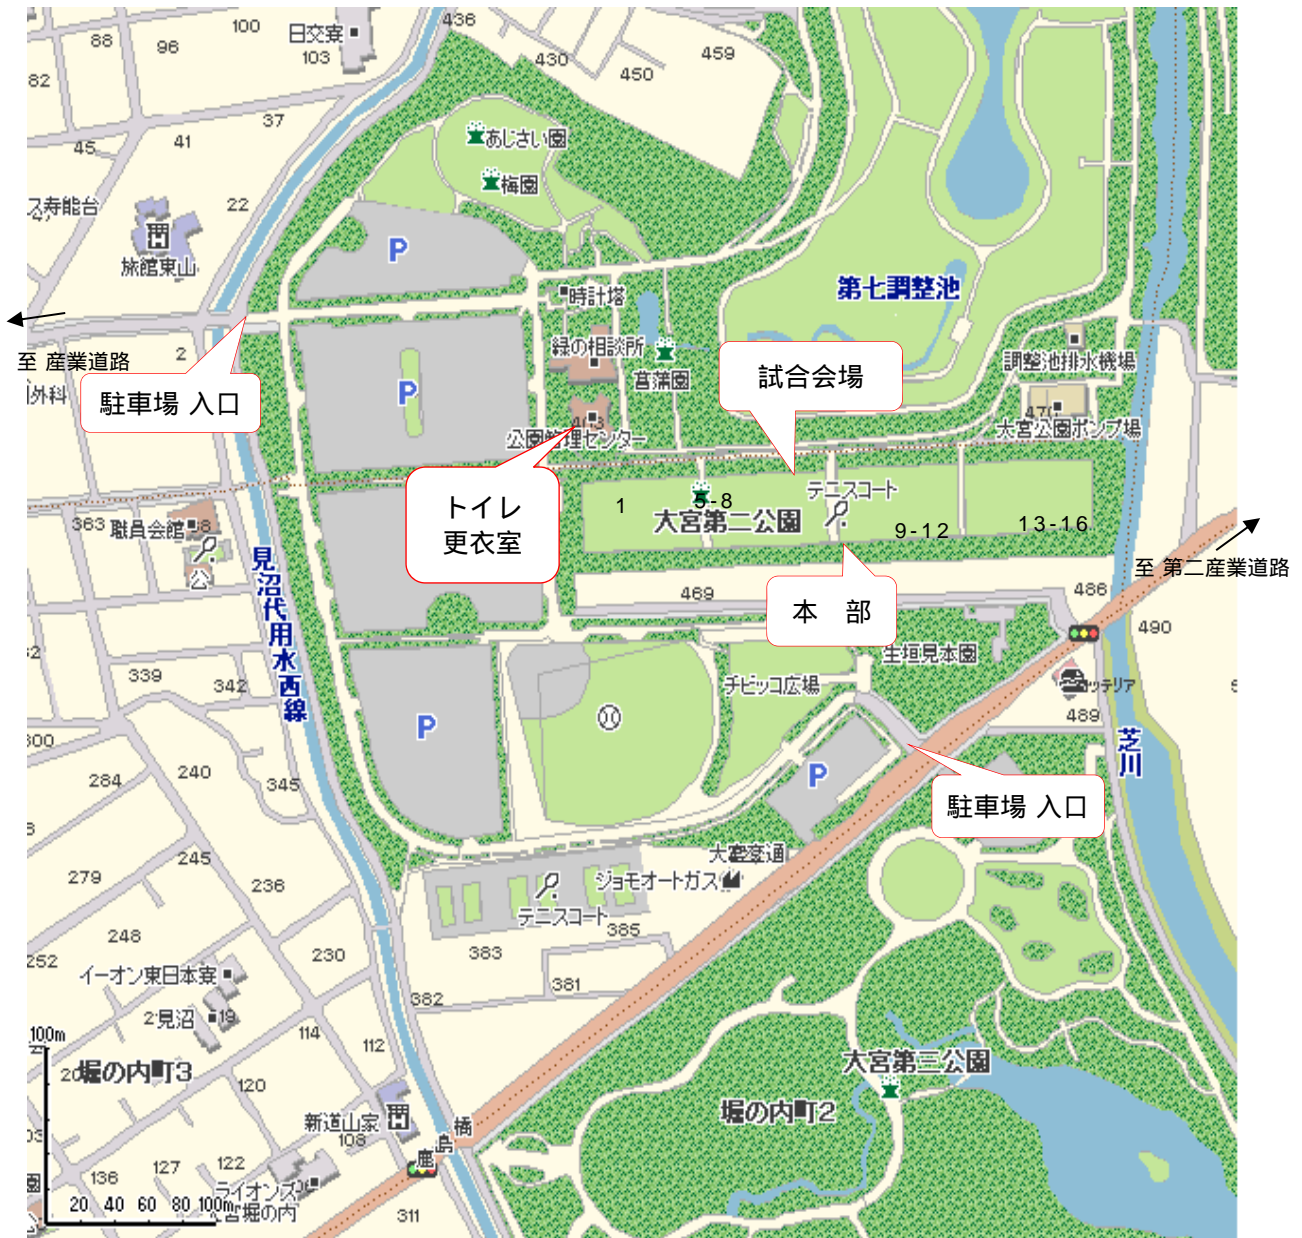 436
100
88
96
日交寮
103
459
430
450
82
37
45
41
あじさい園
梅園
22
ス寿能台
旅館東山
P
第七調整池
時計塔
至 産業道路
2
緑の相談所
菖蒲園
試合会場
調整池排水機場
外科
駐車場 入口
P
公園管理センター
大宮公園ポンプ場
トイレ
更衣室
テニスコート
1
5-8
大宮第二公園
9-12
13-16
363
職員会館
公
至 第二産業道路
見沼代用水西線
469
486
本 部
490
生垣見本園
チビッコ広場
339
342
489
P
P
芝川
284
240
345
駐車場 入口
大宮交通
245
279
236
ジョモオートガス
テニスコート
385
248
230
383
252
イーオン東日本寮
381
382
見沼
19
100m
114
112
堀の内町3
120
大宮第三公園
堀の内町2
新道山家
108
鹿島橋
136
127
122
ライオンズ
宮堀の内
20 40 60 80 100m
311